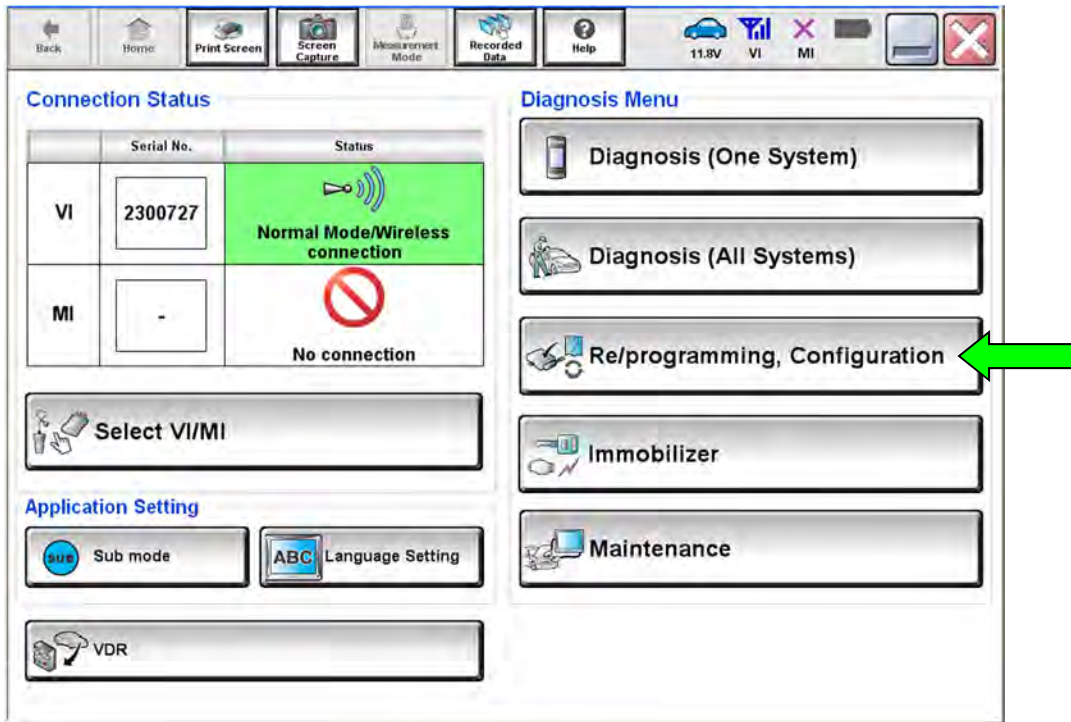 Back
Home
Print Screen
Screen
Capture
Measurement
Mode
Recorded
Data
?
Help
11.8V
VI
MI
Connection Status
Serial No.
Status
VI
2300727
Normal Mode/Wireless
connection
MI
-
No connection
Select VI/MI
Application Setting
SUB
Sub mode
ABC
Language Setting
VDR
Diagnosis Menu
Diagnosis (One System)
Diagnosis (All Systems)
Re/programming, Configuration
Immobilizer
Maintenance